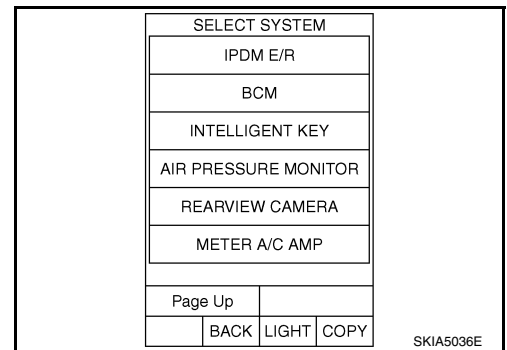 SELECT SYSTEM
IPDM E/R
BCM
INTELLIGENT KEY
AIR PRESSURE MONITOR
REARVIEW CAMERA
METER A/C AMP
Page Up
BACK LIGHT COPY
SKIA5036E